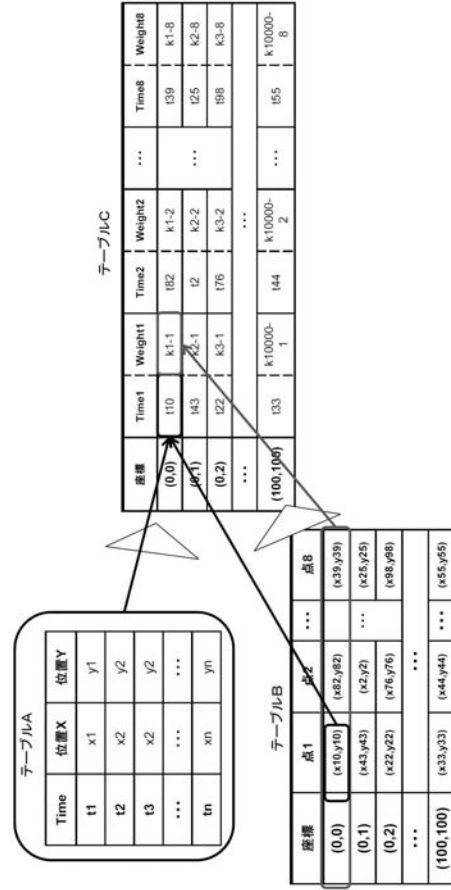 テーブルA
Time 位置X 位置Y
t1 x1 y1
t2 x2 y2
t3 x2 y2
⋯ ⋯ ⋯
tn xn yn
テーブルB
座標 点1 点2 ⋯ 点8
(0,0) (x10,y10) (x82,y82) (x39,y39)
(0,1) (x43,y43) (x2,y2) ⋯ (x25,y25)
(0,2) (x22,y22) (x76,y76) (x98,y98)
⋯ ⋯
(100,100) (x33,y33) (x44,y44) ⋯ (x55,y55)
テーブルC
座標 Time1 Weight1 Time2 Weight2 ⋯ Time8 Weight8
(0,0) t10 k1-1 t82 k1-2 t39 k1-8
(0,1) t43 k2-1 t2 k2-2 ⋯ t25 k2-8
(0,2) t22 k3-1 t76 k3-2 t98 k3-8
⋯ ⋯
(100,100) t33 k10000-1 t44 k10000-2 ⋯ t55 k10000-8